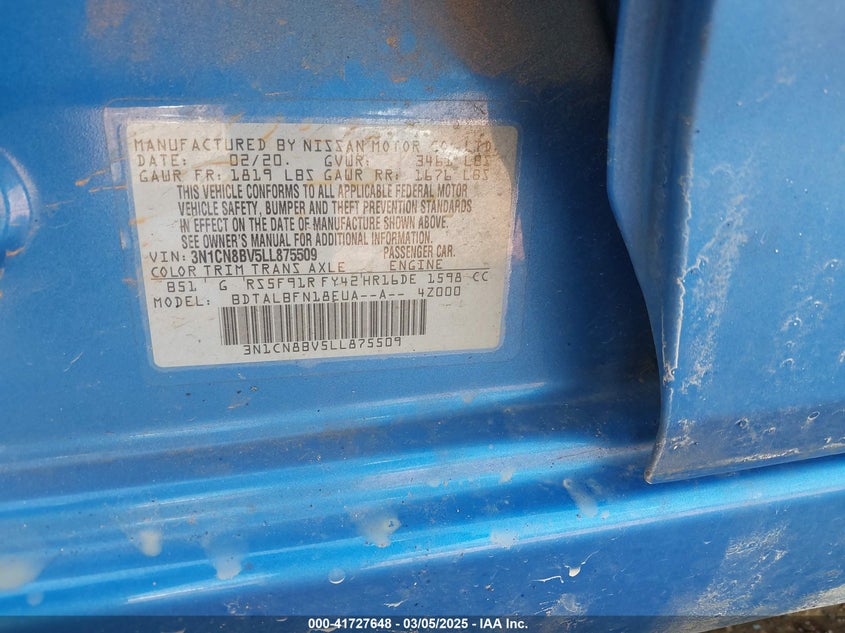 MANUFACTURED BY NISSAN MOTOR CO., LTD.
DATE: 02/20. GVWR: LBS
GAWR FR: 1819 LBS GAWR RR: 1676 LBS
THIS VEHICLE CONFORMS TO ALL APPLICABLE FEDERAL MOTOR
VEHICLE SAFETY, BUMPER AND THEFT PREVENTION STANDARDS
IN EFFECT ON THE DATE OF MANUFACTURE SHOWN ABOVE.
SEE OWNER'S MANUAL FOR ADDITIONAL INFORMATION.
VIN: 3N1CN8BV5LL875509 PASSENGER CAR.
COLOR TRIM TRANS AXLE ENGINE
B51 G RS5F91R FY42 HR16DE 1598 CC
MODEL: BDTALBFN18EUA--A-- 4Z000
3N1CN8BV5LL875509
000-41727648 — 03/05/2025 — IAA Inc.